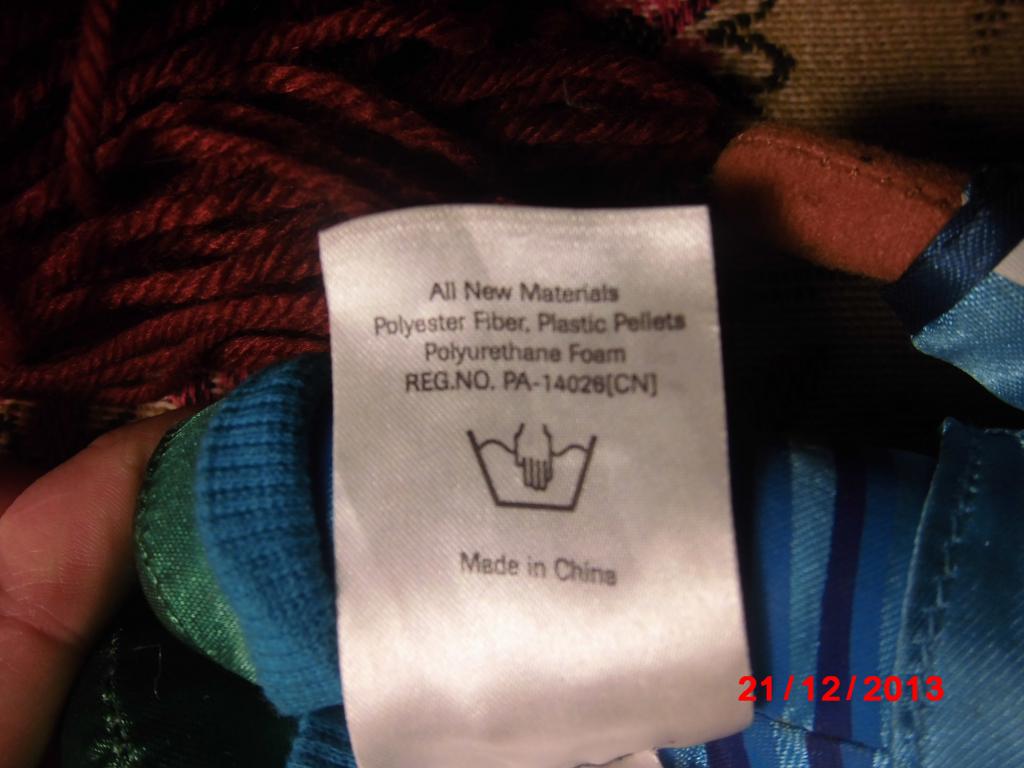 All New Materials
Polyester Fiber, Plastic Pellets
Polyurethane Foam
REG.NO. PA-14026[CN]
Made in China
21/12/2013